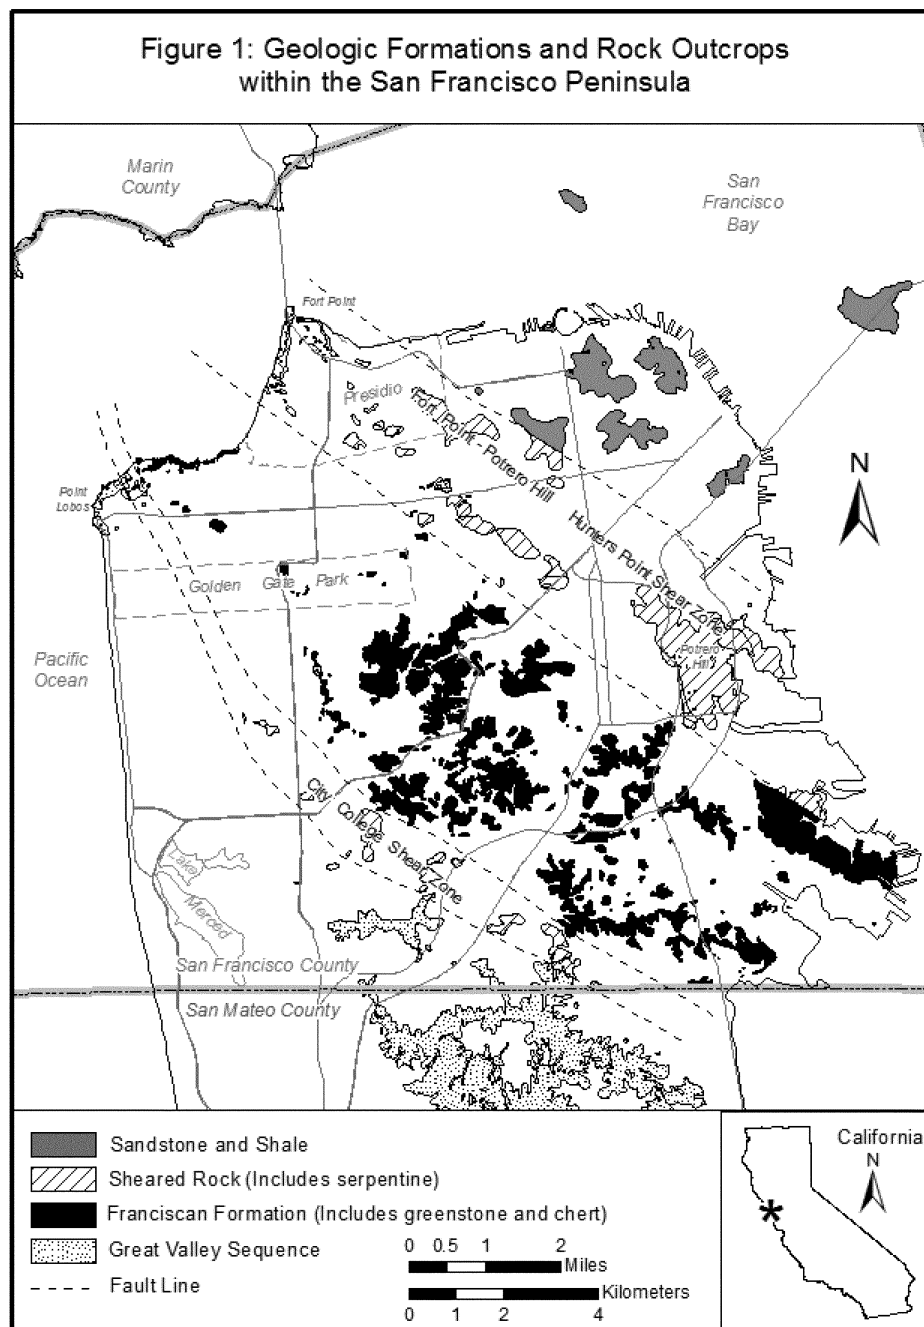 Figure 1: Geologic Formations and Rock Outcrops
within the San Francisco Peninsula
Marin
County
San
Francisco
Bay
Fort Point
Presidio
Fort Point - Potrero Hill
Hunters Point Shear Zone
N
Point
Lobos
Golden Gate Park
Pacific
Ocean
Potrero
Hill
City College Shear Zone
Lake
Merced
San Francisco County
San Mateo County
Sandstone and Shale
Sheared Rock (Includes serpentine)
Franciscan Formation (Includes greenstone and chert)
Great Valley Sequence
Fault Line
0 0.5 1 2
Miles
Kilometers
0 1 2 4
California
N
*